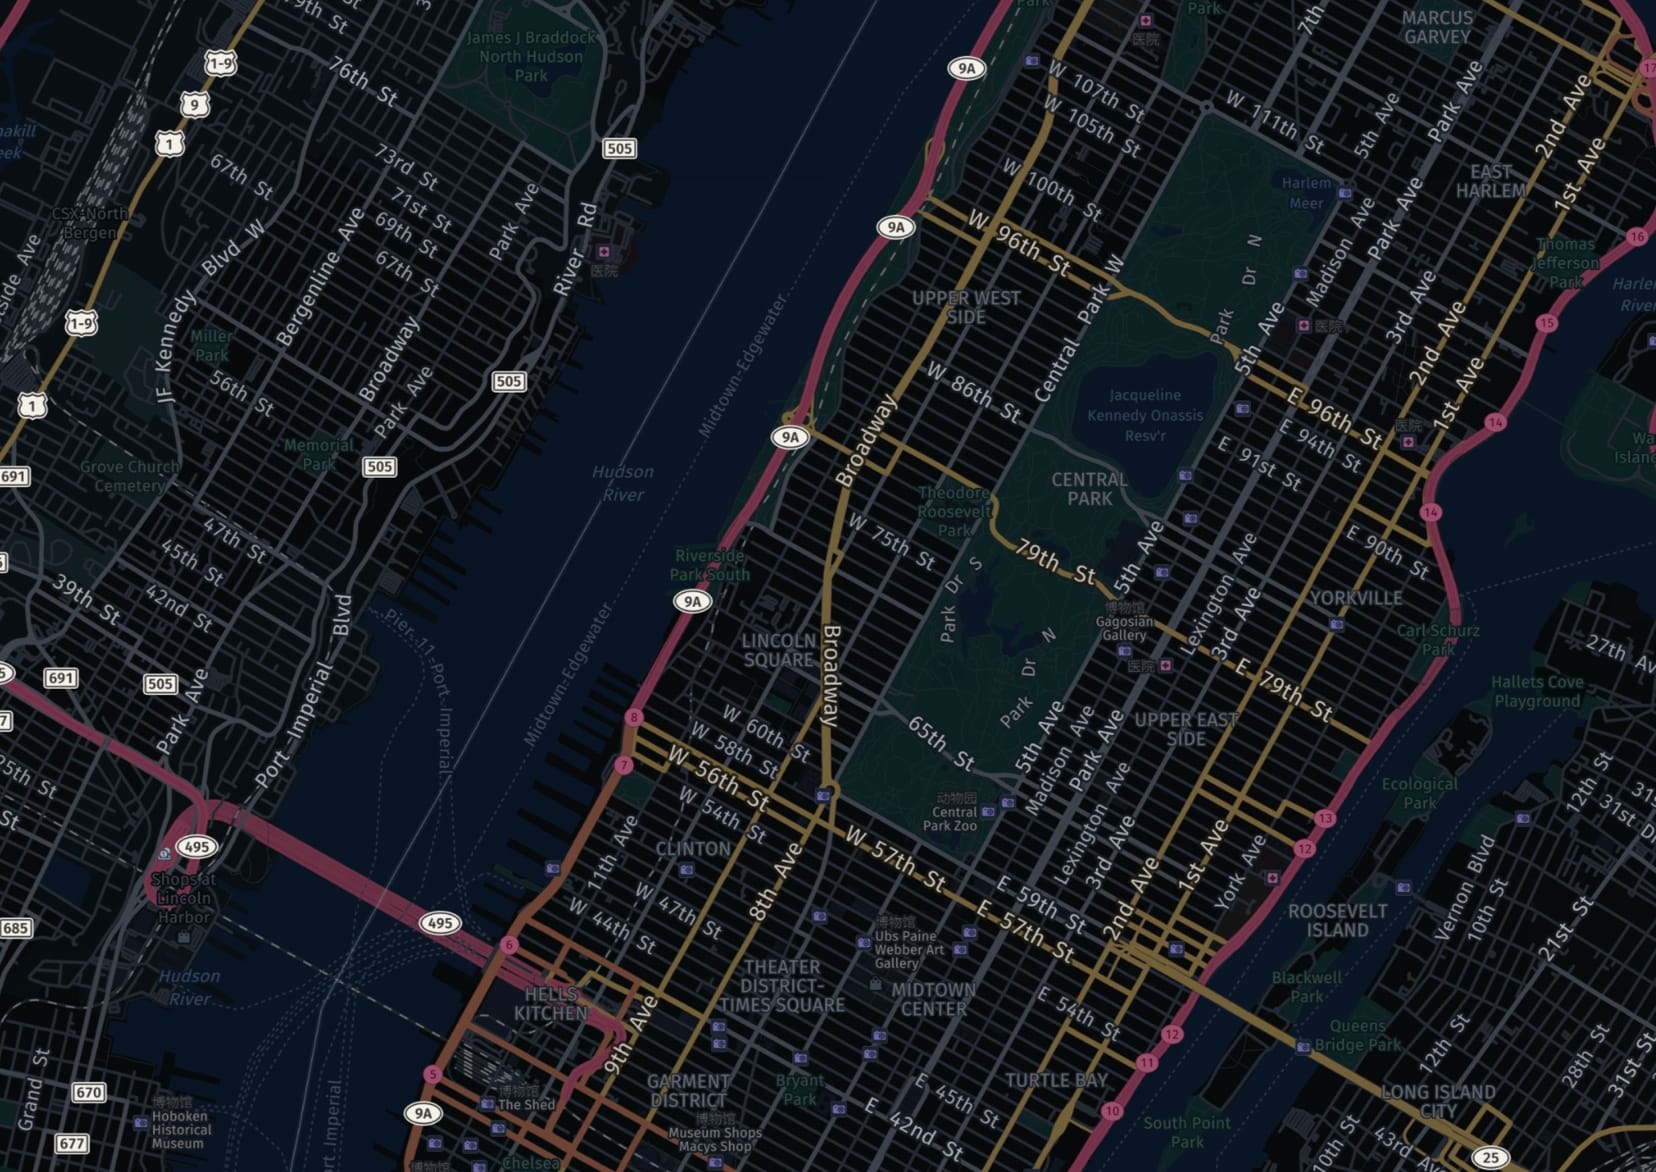 79th St
76th St
James J Braddock
North Hudson
Park
1-9
9
1
67th St
73rd St
71st St
69th St
67th St
505
CSX-North
Bergen
JF Kennedy
Blvd W
Bergenline Ave
Park Ave
River Rd
医院
1-9
1
Miller
Park
56th St
Broadway
Park Ave
505
505
691
Grove Church
Cemetery
Memorial
Park
47th St
45th St
42nd St
39th St
691
505
Park Ave
Port-Imperial
Blvd
Pier-11-Port-Imperial
Midtown-Edgewater
Midtown-Edgewater
Hudson
River
495
Shops at
Lincoln
Harbor
495
685
Hudson
River
Grand St
670
677
博物馆
Hoboken
Historical
Museum
9A
9A
9A
9A
9A
8
7
6
5
Park
Park
医院
MARCUS
GARVEY
7th
W 107th St
W 105th St
W 111th St
W 100th St
W 96th St
5th Ave
Park Ave
2nd Ave
1st Ave
EAST
HARLEM
Harlem
Meer
17
16
15
14
14
13
12
12
11
10
Thomas
Jefferson
Park
Madison Ave
Park Ave
3rd Ave
2nd Ave
1st Ave
Park Dr N
UPPER WEST
SIDE
Central Park W
5th Ave
医院
W 86th St
Broadway
Jacqueline
Kennedy Onassis
Resv'r
E 96th St
E 94th St
E 91st St
医院
E 90th St
CENTRAL
PARK
Theodore
Roosevelt
Park
W 75th St
79th St
5th Ave
Park Dr S
博物馆
Gagosian
Gallery
医院
Lexington Ave
3rd Ave
YORKVILLE
Carl Schurz
Park
Riverside
Park South
LINCOLN
SQUARE
Broadway
Park Dr N
E 79th St
UPPER EAST
SIDE
65th St
5th Ave
Madison Ave
Park Ave
Lexington Ave
3rd Ave
动物园
Central
Park Zoo
W 60th St
W 58th St
W 56th St
W 54th St
W 57th St
E 59th St
E 57th St
E 54th St
11th Ave
CLINTON
W 47th St
W 44th St
8th Ave
9th Ave
2nd Ave
1st Ave
York Ave
博物馆
Ubs Paine
Webber Art
Gallery
THEATER
DISTRICT-
TIMES SQUARE
MIDTOWN
CENTER
HELLS
KITCHEN
GARMENT
DISTRICT
Bryant
Park
博物馆
The Shed
博物馆
Museum Shops
Macys Shop
Chelsea
E 45th St
E 42nd St
TURTLE BAY
ROOSEVELT
ISLAND
Blackwell
Park
Queens
Bridge Park
South Point
Park
LONG ISLAND
CITY
Hallets Cove
Playground
Ecological
Park
Vernon Blvd
10th St
12th St
21st St
12th St
28th St
31st St
10th St
43rd Av
25